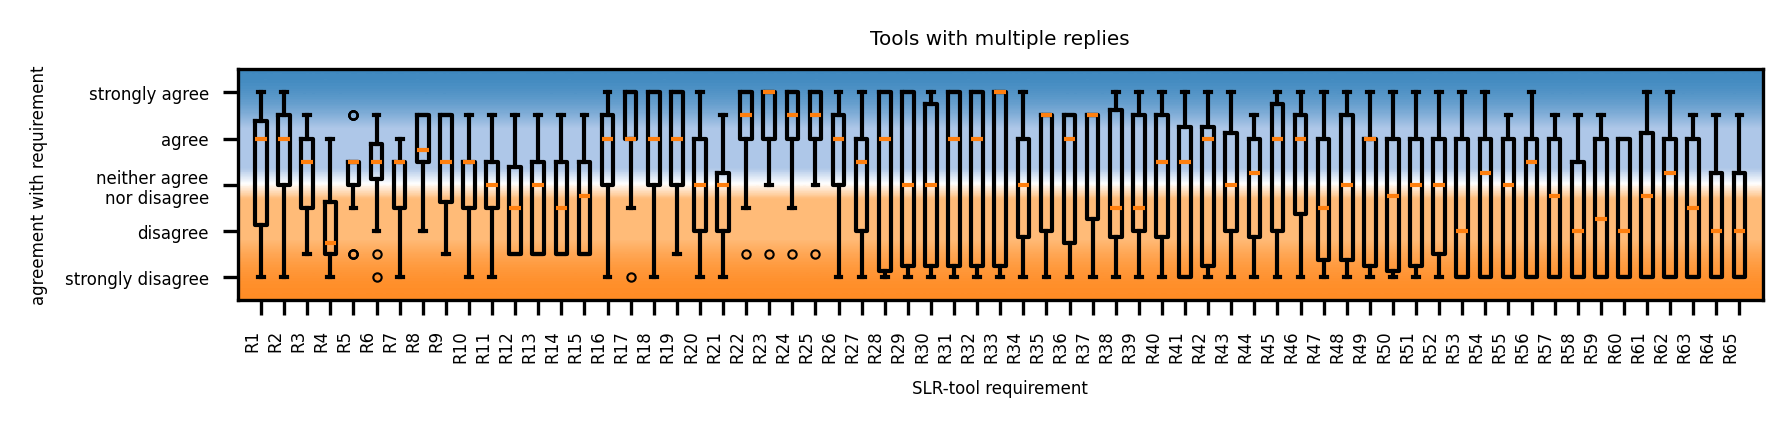 Tools with multiple replies
agreement with requirement
strongly agree
agree
neither agree
nor disagree
disagree
strongly disagree
R1
R2
R3
R4
R5
R6
R7
R8
R9
R10
R11
R12
R13
R14
R15
R16
R17
R18
R19
R20
R21
R22
R23
R24
R25
R26
R27
R28
R29
R30
R31
R32
R33
R34
R35
R36
R37
R38
R39
R40
R41
R42
R43
R44
R45
R46
R47
R48
R49
R50
R51
R52
R53
R54
R55
R56
R57
R58
R59
R60
R61
R62
R63
R64
R65
SLR-tool requirement